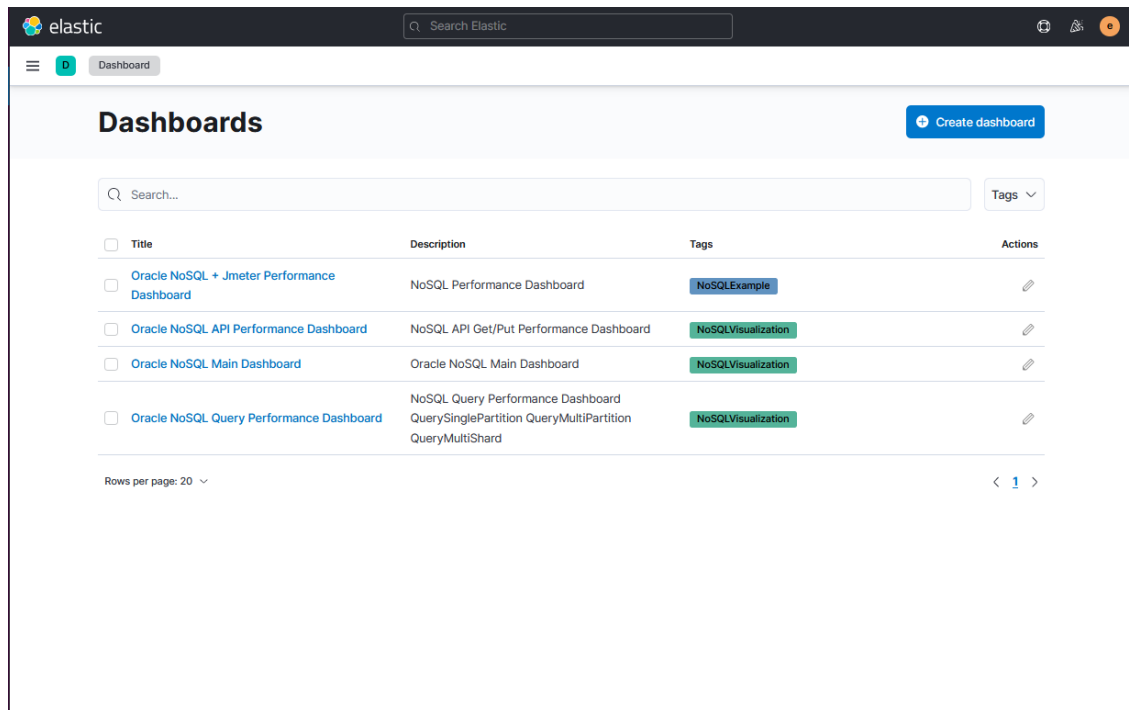 elastic
Search Elastic
e
D
Dashboard
Dashboards
Create dashboard
Search...
Tags
Title Description Tags Actions
Oracle NoSQL + Jmeter Performance
Dashboard
NoSQL Performance Dashboard
NoSQLExample
Oracle NoSQL API Performance Dashboard
NoSQL API Get/Put Performance Dashboard
NoSQLVisualization
Oracle NoSQL Main Dashboard
Oracle NoSQL Main Dashboard
NoSQLVisualization
Oracle NoSQL Query Performance Dashboard
NoSQL Query Performance Dashboard
QuerySinglePartition QueryMultiPartition
QueryMultiShard
NoSQLVisualization
Rows per page: 20
1